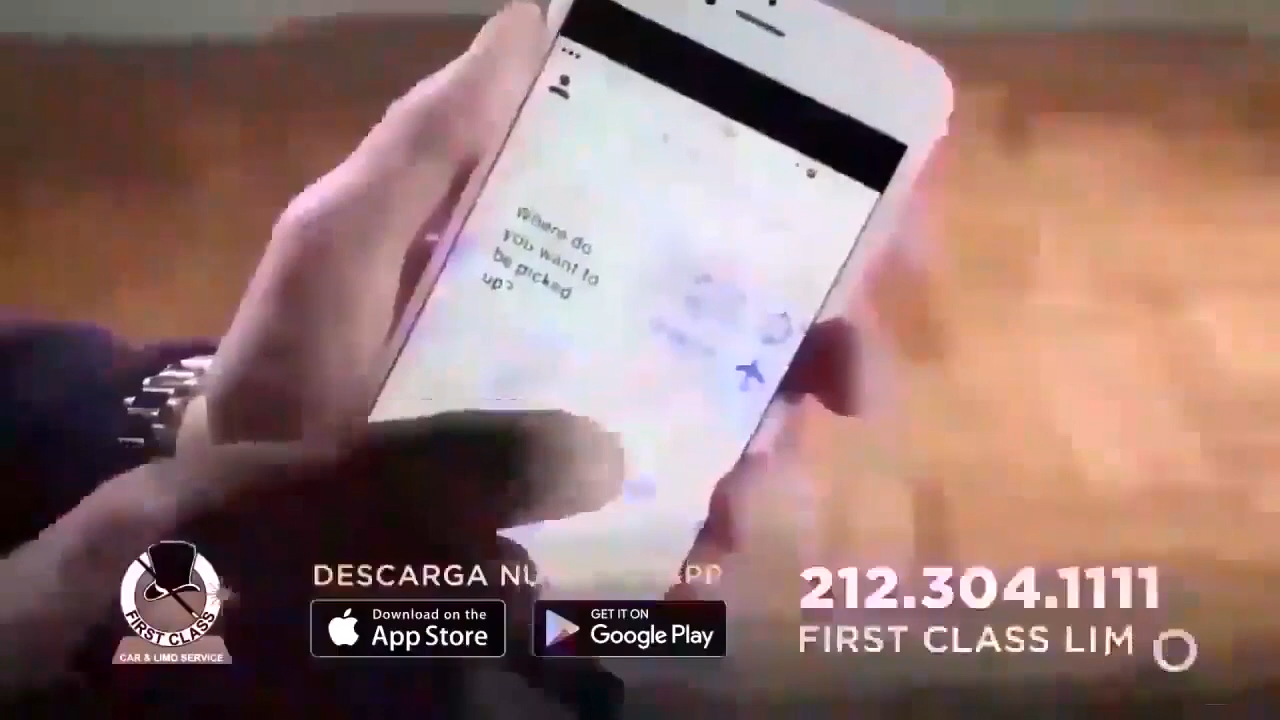 Where do
you want to
be picked
up?
DESCARGA
Download on the
App Store
GET IT ON
Google Play
212.304.1111
FIRST CLASS LIM
FIRST CLASS
CAR & LIMO SERVICE